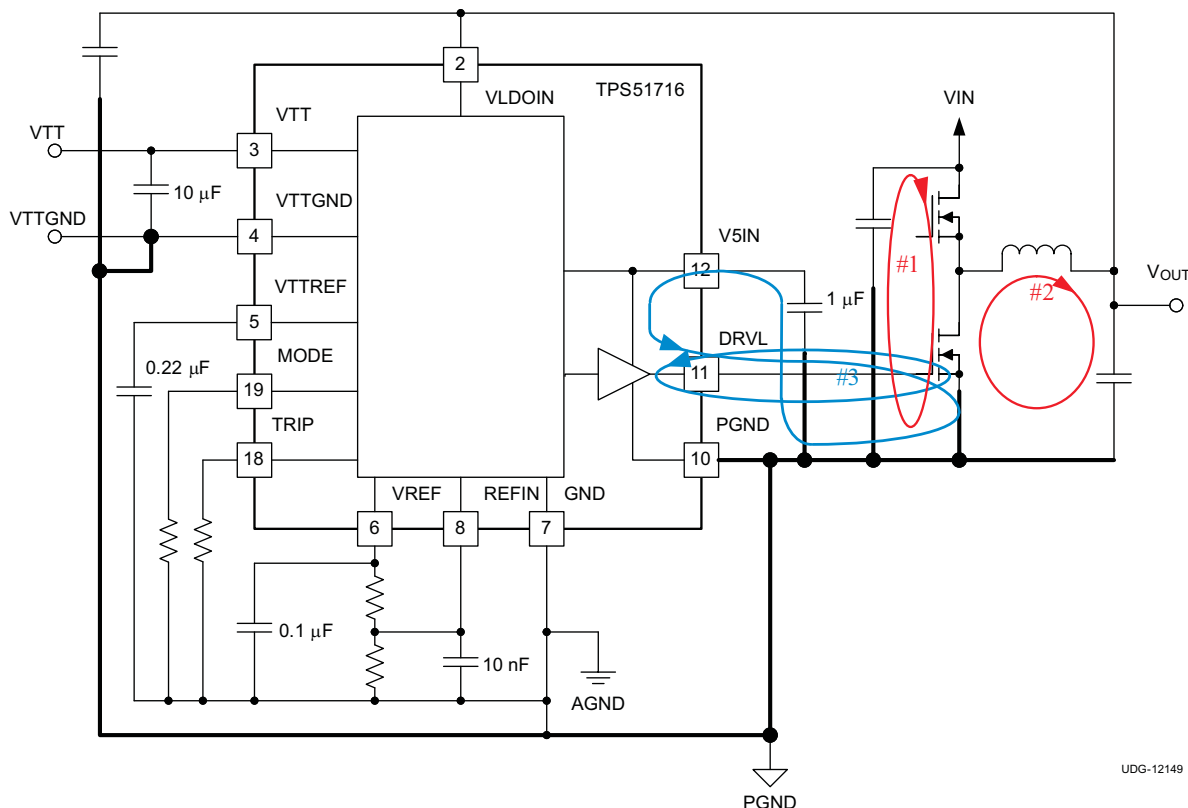 2
TPS51716
VLDOIN
VIN
VTT
VTT
3
10 µF
VTTGND
VTTGND
4
V5IN
12
#1
#2
VOUT
VTTREF
5
1 µF
MODE
DRVL
0.22 µF
11
#3
19
TRIP
PGND
18
10
VREF
REFIN
GND
6
8
7
0.1 µF
10 nF
AGND
PGND
UDG-12149